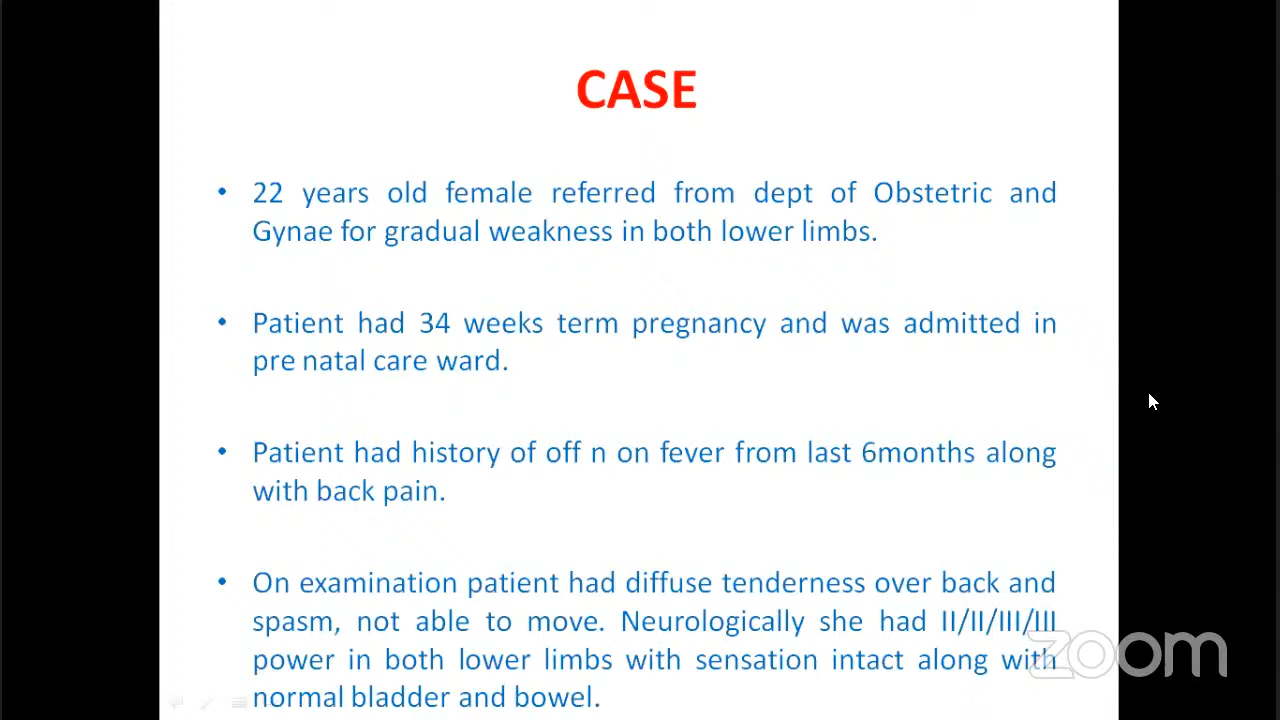 CASE
• 22 years old female referred from dept of Obstetric and
Gynae for gradual weakness in both lower limbs.
• Patient had 34 weeks term pregnancy and was admitted in
pre natal care ward.
• Patient had history of off n on fever from last 6months along
with back pain.
• On examination patient had diffuse tenderness over back and
spasm, not able to move. Neurologically she had II/II/III/III
power in both lower limbs with sensation intact along with
normal bladder and bowel.
zoom